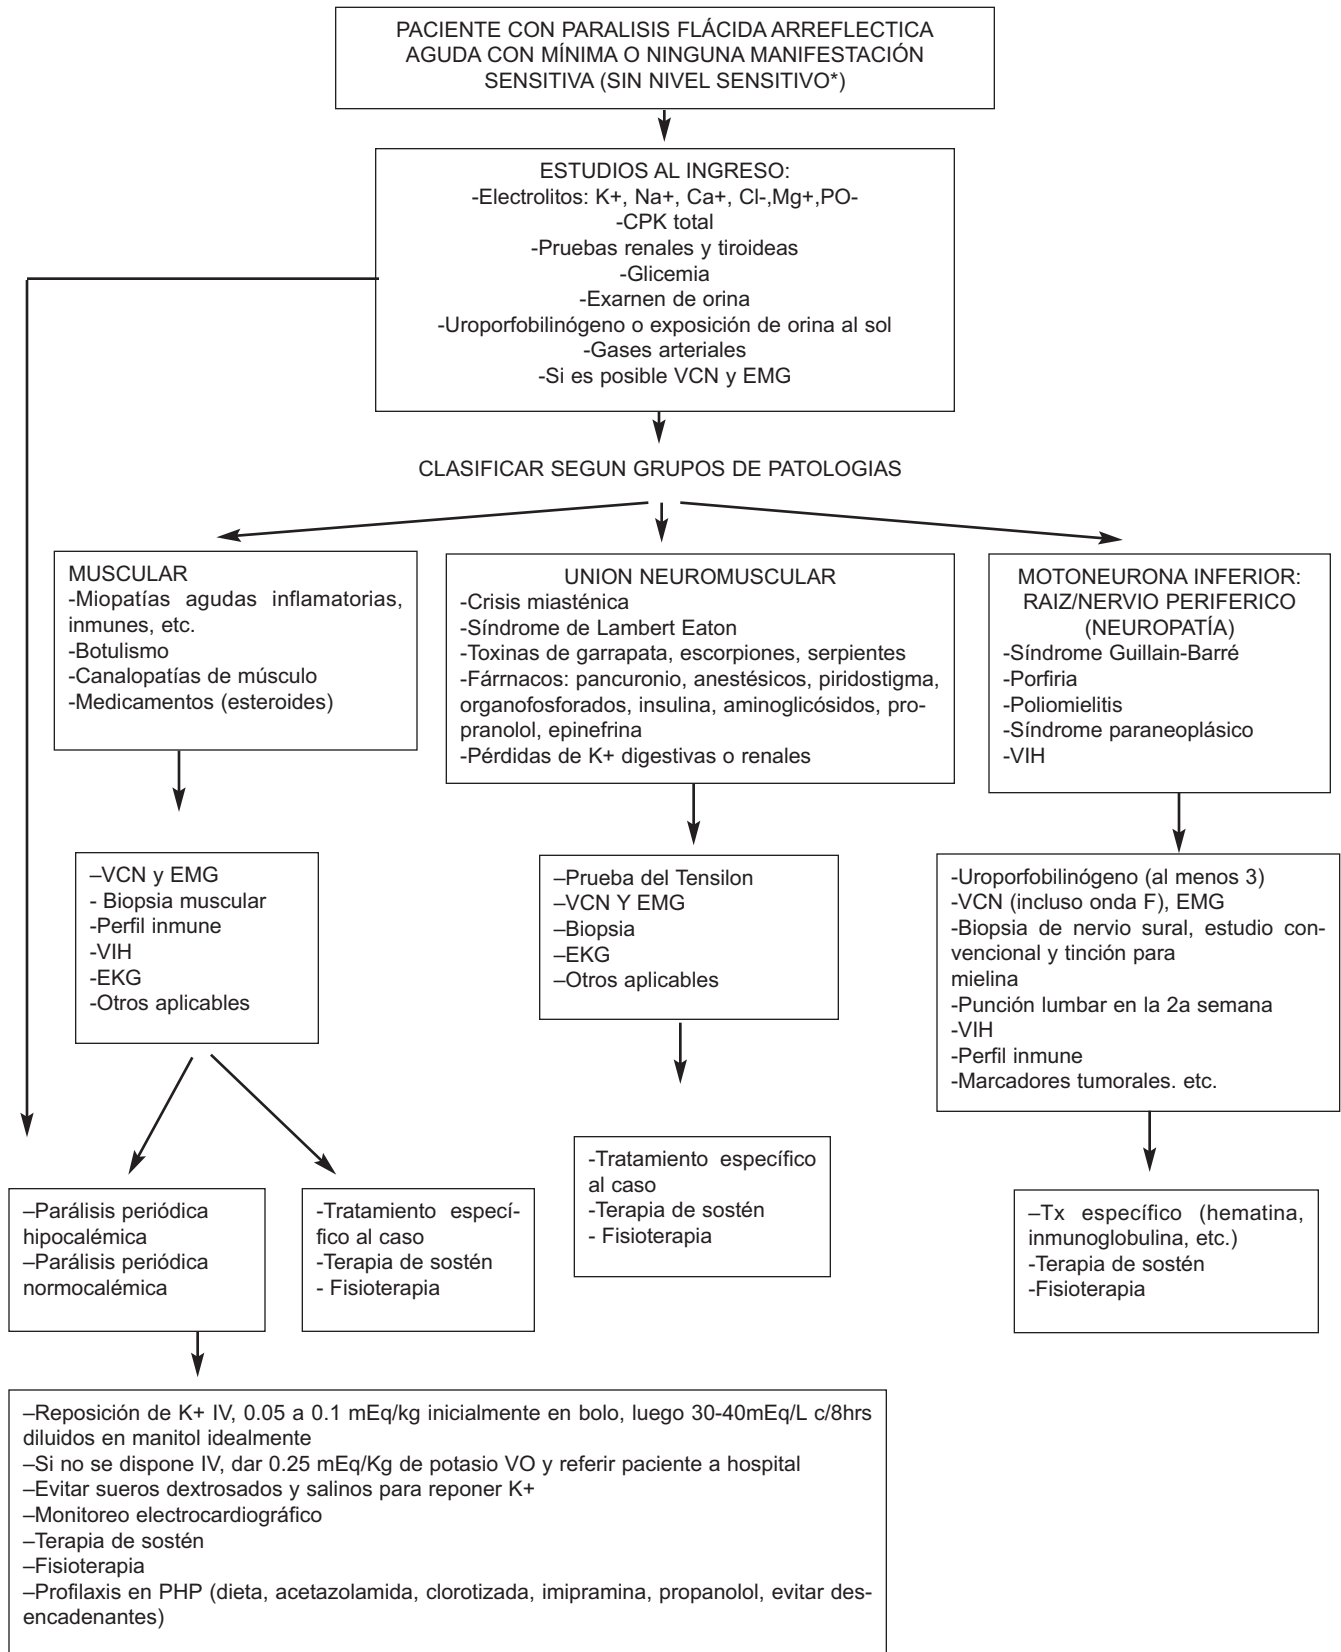 PACIENTE CON PARALISIS FLÁCIDA ARREFLECTICA
AGUDA CON MÍNIMA O NINGUNA MANIFESTACIÓN
SENSITIVA (SIN NIVEL SENSITIVO*)
ESTUDIOS AL INGRESO:
-Electrolitos: K+, Na+, Ca+, Cl-,Mg+,PO-
-CPK total
-Pruebas renales y tiroideas
-Glicemia
-Exarnen de orina
-Uroporfobilinógeno o exposición de orina al sol
-Gases arteriales
-Si es posible VCN y EMG
CLASIFICAR SEGUN GRUPOS DE PATOLOGIAS
MUSCULAR
-Miopatías agudas inflamatorias,
inmunes, etc.
-Botulismo
-Canalopatías de músculo
-Medicamentos (esteroides)
UNION NEUROMUSCULAR
-Crisis miasténica
-Síndrome de Lambert Eaton
-Toxinas de garrapata, escorpiones, serpientes
-Fárrnacos: pancuronio, anestésicos, piridostigma,
organofosforados, insulina, aminoglicósidos, pro-
pranolol, epinefrina
-Pérdidas de K+ digestivas o renales
MOTONEURONA INFERIOR:
RAIZ/NERVIO PERIFERICO
(NEUROPATÍA)
-Síndrome Guillain-Barré
-Porfiria
-Poliomielitis
-Síndrome paraneoplásico
-VIH
–VCN y EMG
- Biopsia muscular
-Perfil inmune
-VIH
-EKG
-Otros aplicables
–Prueba del Tensilon
–VCN Y EMG
–Biopsia
–EKG
–Otros aplicables
-Uroporfobilinógeno (al menos 3)
-VCN (incluso onda F), EMG
-Biopsia de nervio sural, estudio con-
vencional y tinción para
mielina
-Punción lumbar en la 2a semana
-VIH
-Perfil inmune
-Marcadores tumorales. etc.
–Parálisis periódica
hipocalémica
–Parálisis periódica
normocalémica
-Tratamiento especí-
fico al caso
-Terapia de sostén
- Fisioterapia
-Tratamiento específico
al caso
-Terapia de sostén
- Fisioterapia
–Tx específico (hematina,
inmunoglobulina, etc.)
-Terapia de sostén
-Fisioterapia
–Reposición de K+ IV, 0.05 a 0.1 mEq/kg inicialmente en bolo, luego 30-40mEq/L c/8hrs
diluidos en manitol idealmente
–Si no se dispone IV, dar 0.25 mEq/Kg de potasio VO y referir paciente a hospital
–Evitar sueros dextrosados y salinos para reponer K+
–Monitoreo electrocardiográfico
–Terapia de sostén
–Fisioterapia
–Profilaxis en PHP (dieta, acetazolamida, clorotizada, imipramina, propanolol, evitar des-
encadenantes)